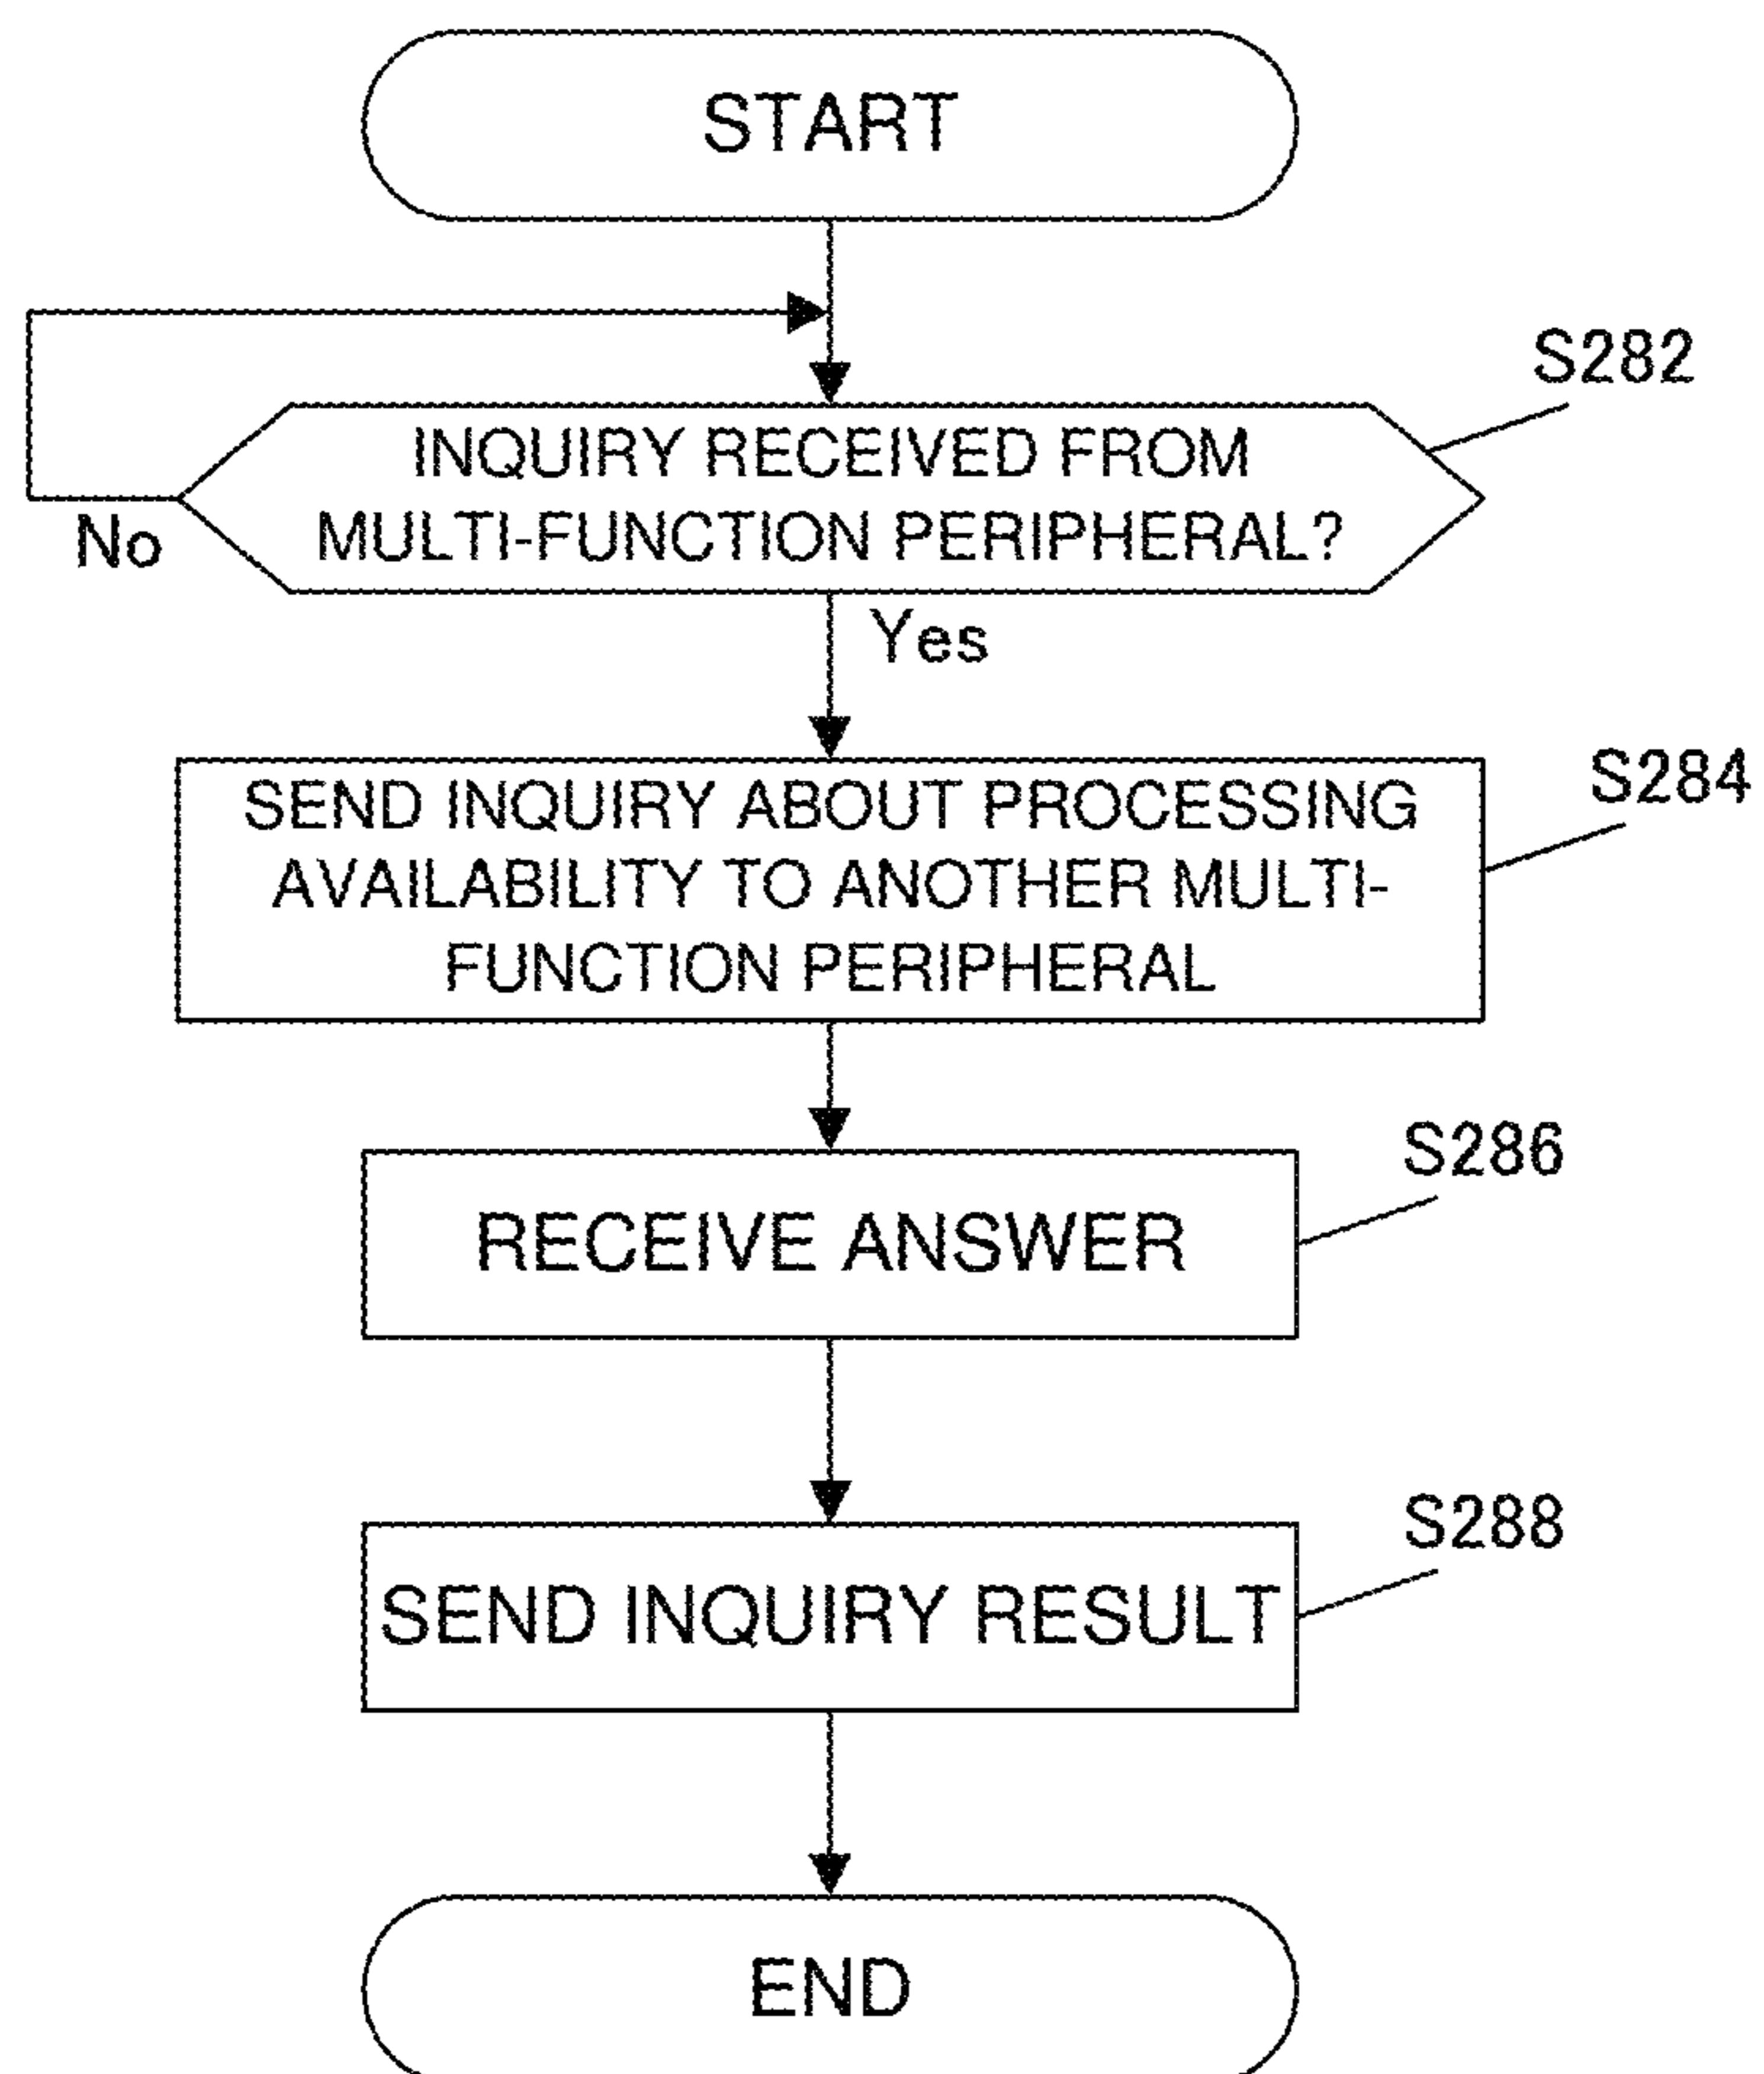 START
S282
INQUIRY RECEIVED FROM
MULTI-FUNCTION PERIPHERAL?
No
Yes
S284
SEND INQUIRY ABOUT PROCESSING
AVAILABILITY TO ANOTHER MULTI-
FUNCTION PERIPHERAL
S286
RECEIVE ANSWER
S288
SEND INQUIRY RESULT
END